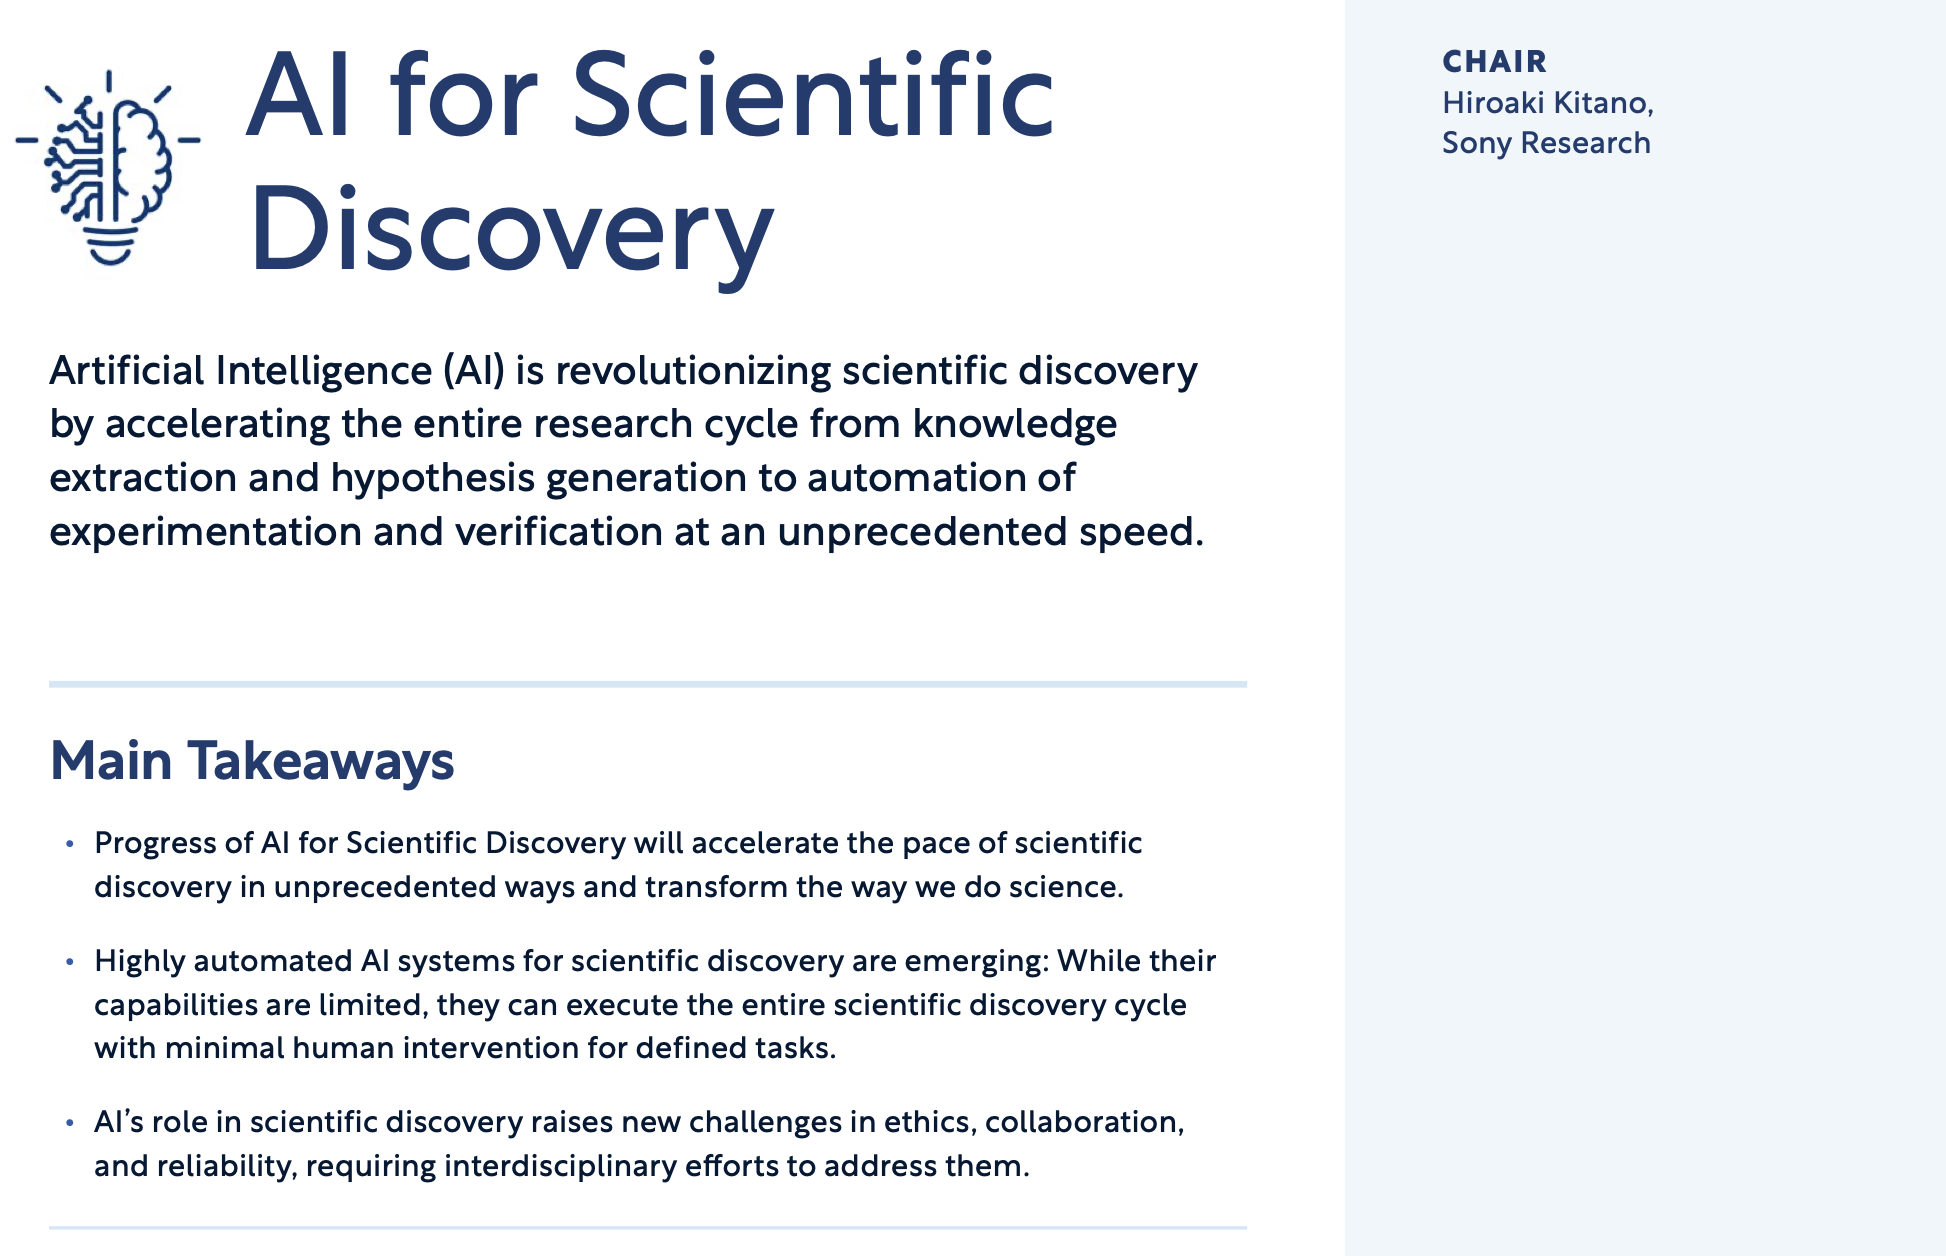 AI for Scientific
Discovery
Artificial Intelligence (AI) is revolutionizing scientific discovery
by accelerating the entire research cycle from knowledge
extraction and hypothesis generation to automation of
experimentation and verification at an unprecedented speed.
Main Takeaways
• Progress of AI for Scientific Discovery will accelerate the pace of scientific
discovery in unprecedented ways and transform the way we do science.
• Highly automated AI systems for scientific discovery are emerging: While their
capabilities are limited, they can execute the entire scientific discovery cycle
with minimal human intervention for defined tasks.
• AI’s role in scientific discovery raises new challenges in ethics, collaboration,
and reliability, requiring interdisciplinary efforts to address them.
CHAIR
Hiroaki Kitano,
Sony Research